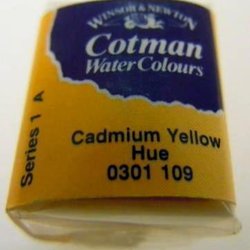 WINSOR & NEWTON
Cotman
Water Colours
Series 1 A
Cadmium Yellow
Hue
0301 109